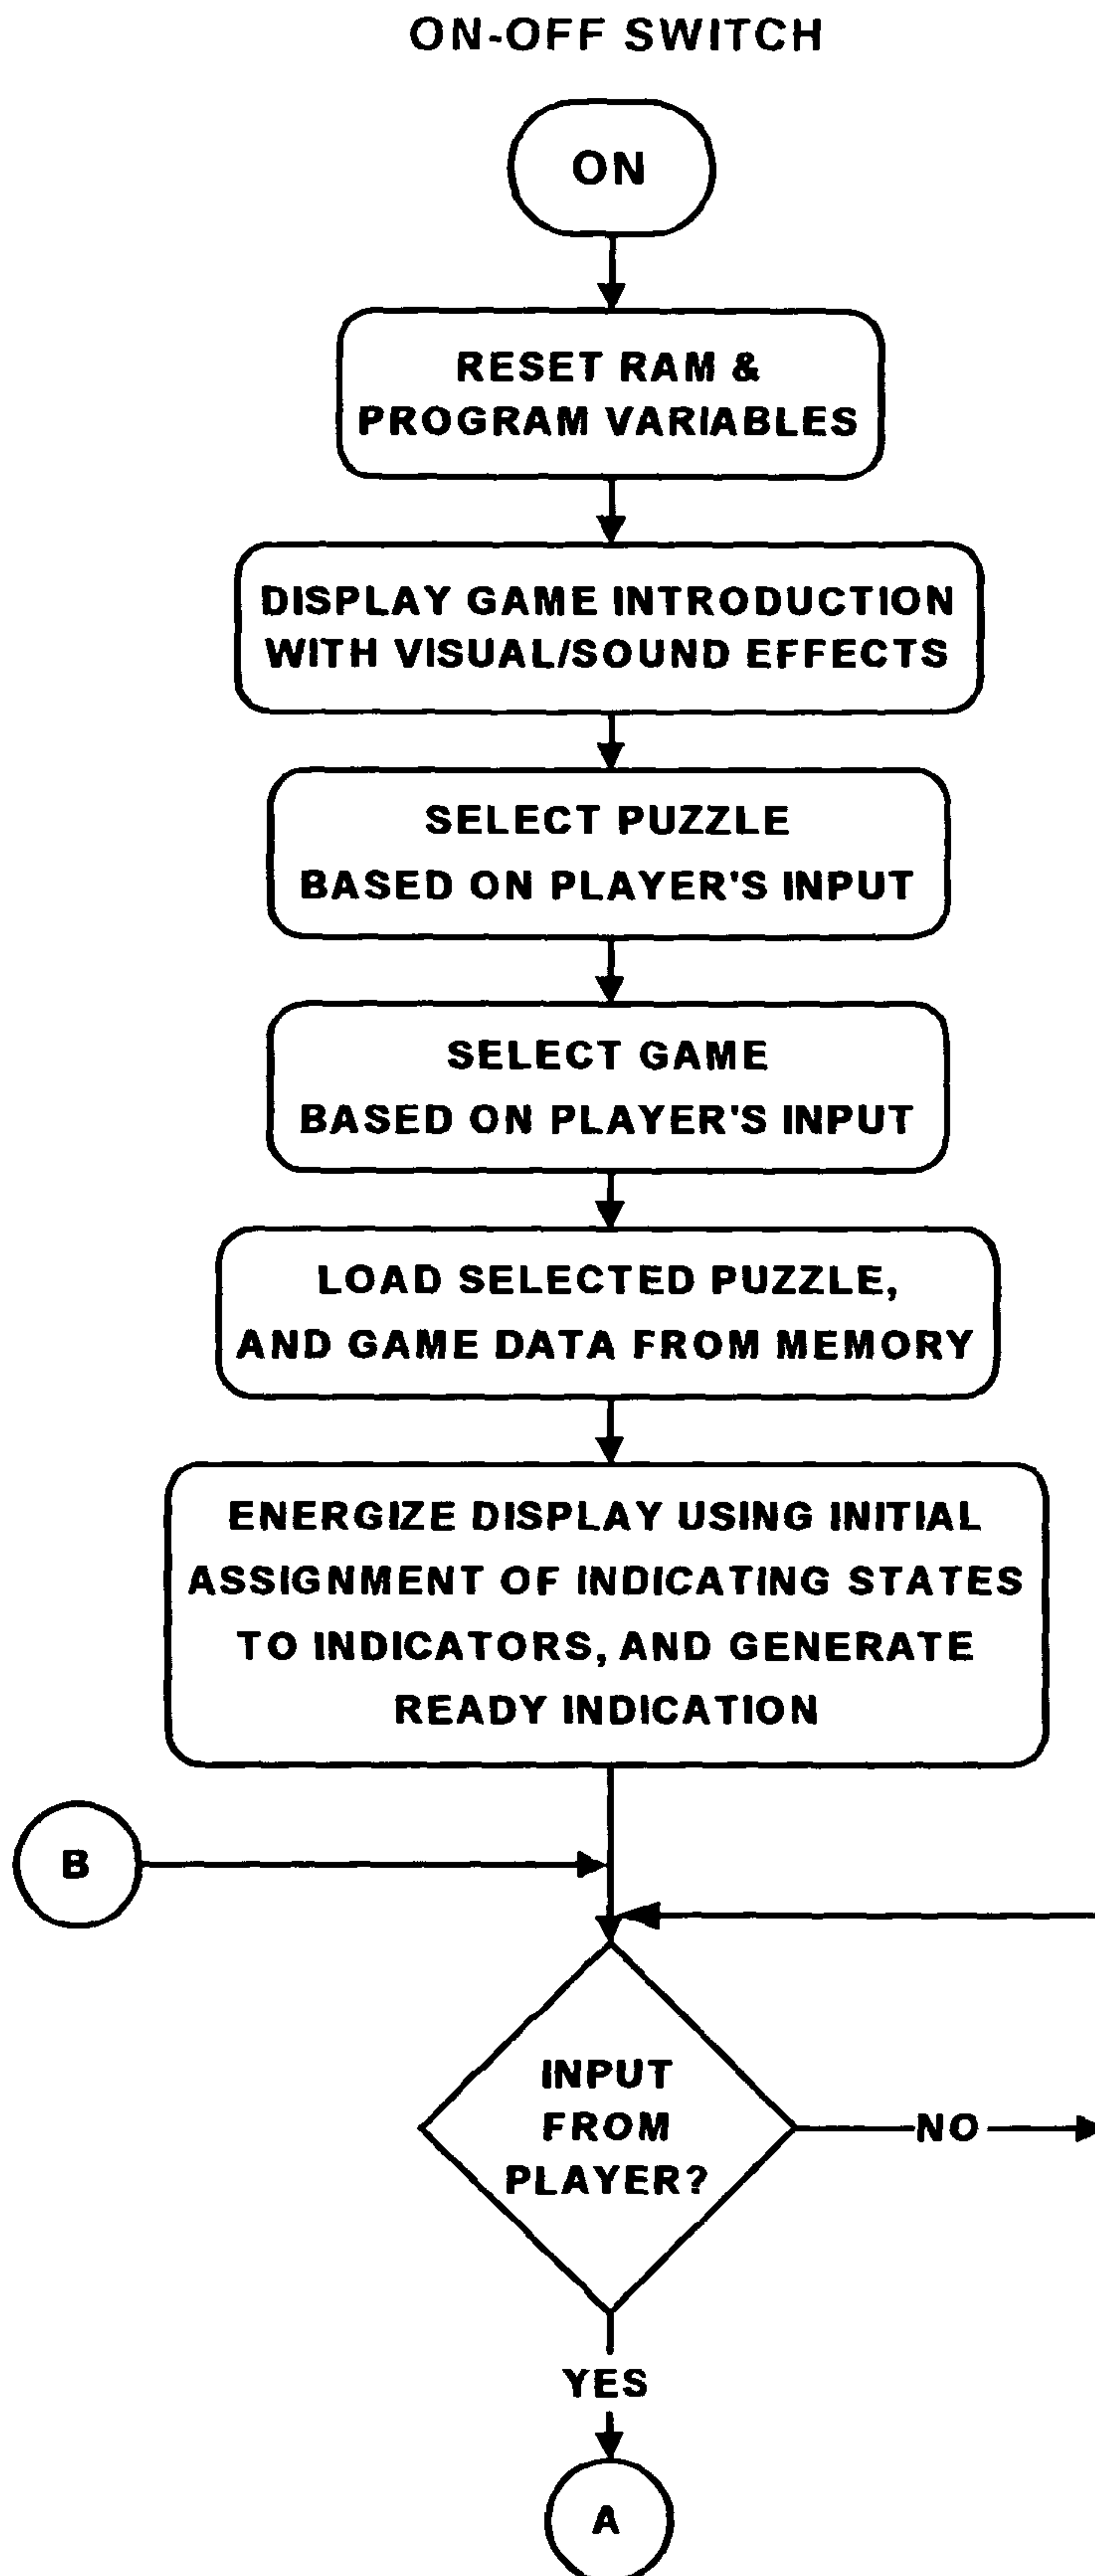 ON-OFF SWITCH
ON
RESET RAM &
PROGRAM VARIABLES
DISPLAY GAME INTRODUCTION
WITH VISUAL/SOUND EFFECTS
SELECT PUZZLE
BASED ON PLAYER'S INPUT
SELECT GAME
BASED ON PLAYER'S INPUT
LOAD SELECTED PUZZLE,
AND GAME DATA FROM MEMORY
ENERGIZE DISPLAY USING INITIAL
ASSIGNMENT OF INDICATING STATES
TO INDICATORS, AND GENERATE
READY INDICATION
B
INPUT
FROM
PLAYER?
NO
YES
A